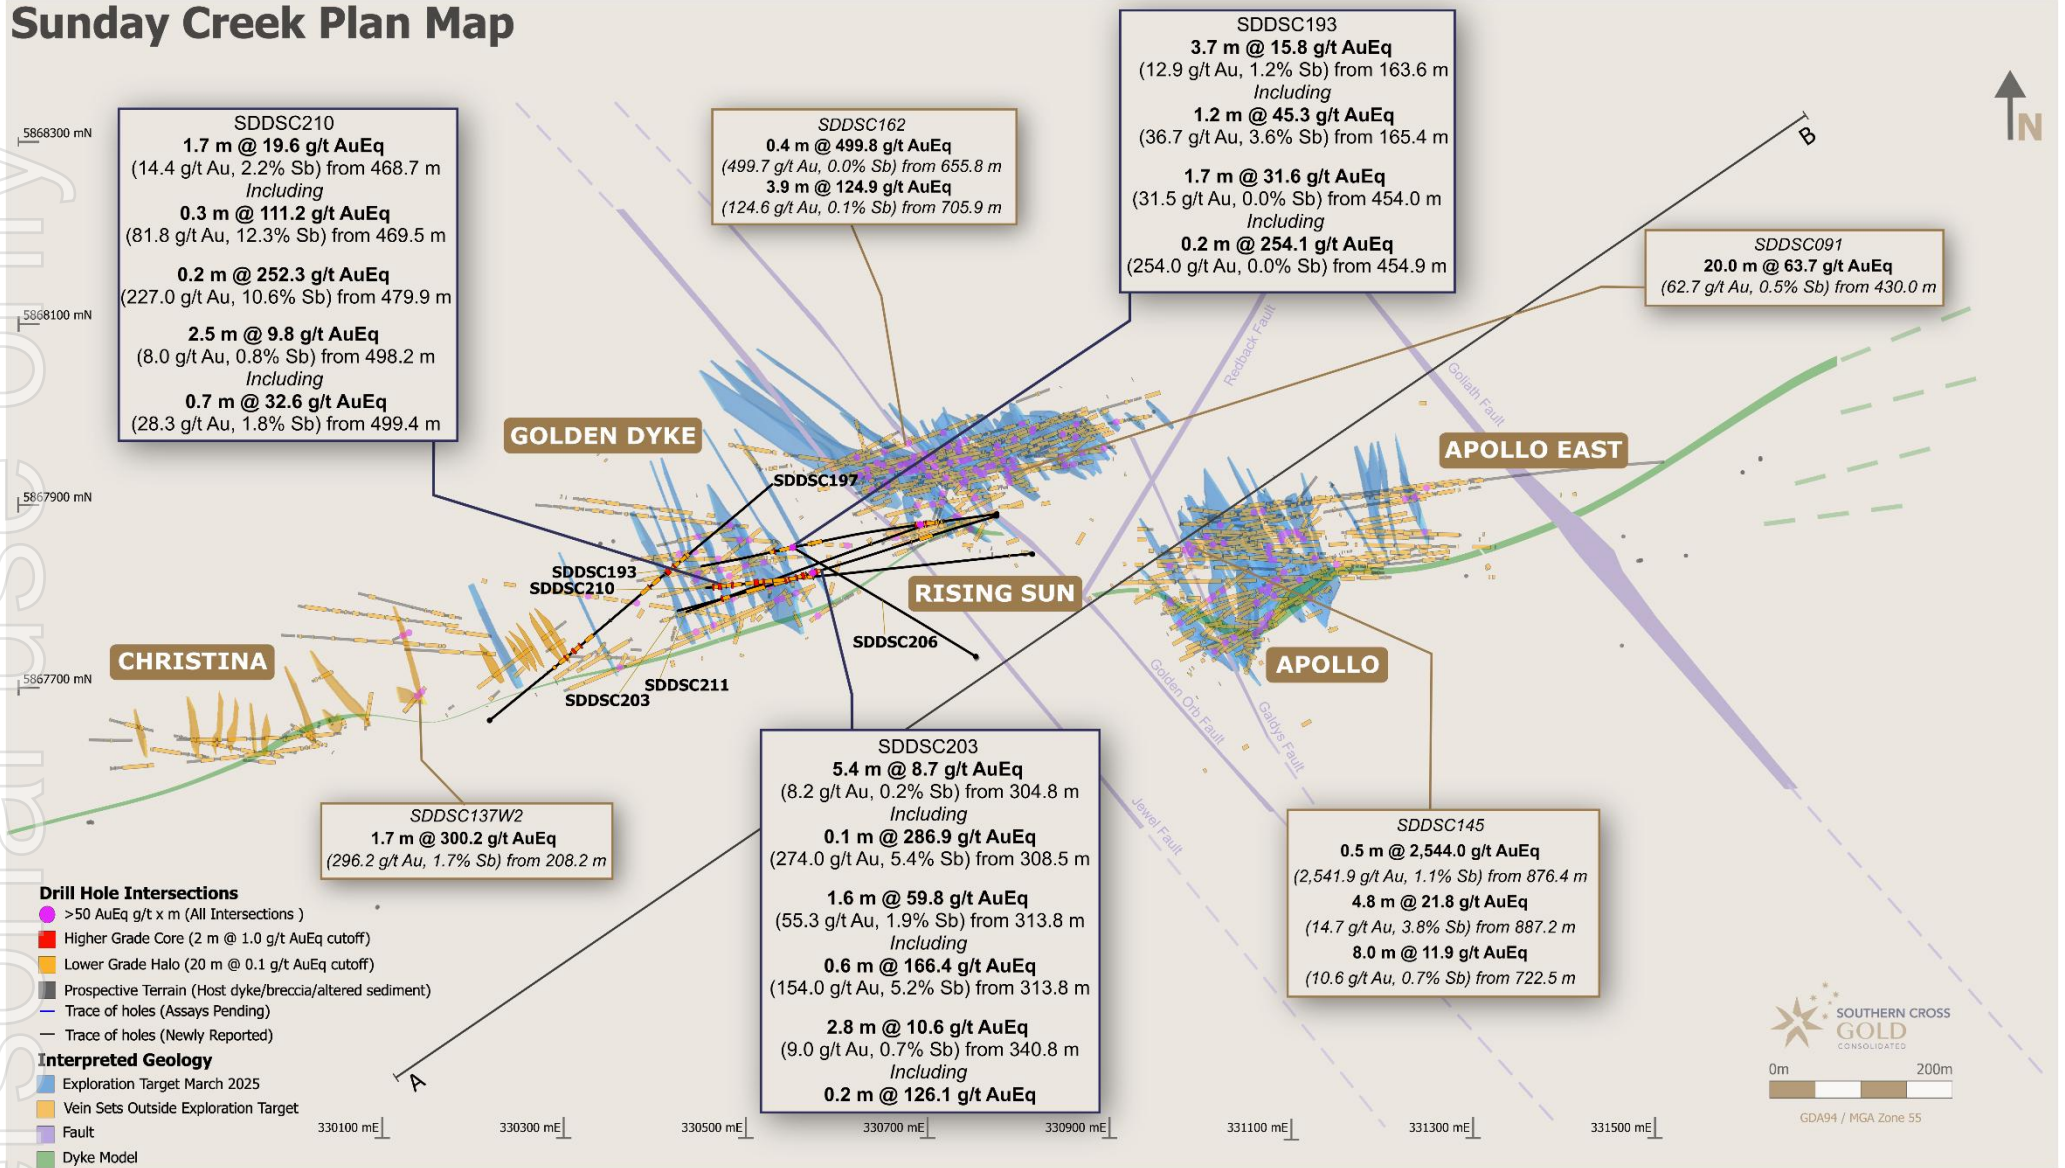 Sunday Creek Plan Map
SDDSC210
1.7 m @ 19.6 g/t AuEq
(14.4 g/t Au, 2.2% Sb) from 468.7 m
Including
0.3 m @ 111.2 g/t AuEq
(81.8 g/t Au, 12.3% Sb) from 469.5 m
0.2 m @ 252.3 g/t AuEq
(227.0 g/t Au, 10.6% Sb) from 479.9 m
2.5 m @ 9.8 g/t AuEq
(8.0 g/t Au, 0.8% Sb) from 498.2 m
Including
0.7 m @ 32.6 g/t AuEq
(28.3 g/t Au, 1.8% Sb) from 499.4 m
SDDSC162
0.4 m @ 499.8 g/t AuEq
(499.7 g/t Au, 0.0% Sb) from 655.8 m
3.9 m @ 124.9 g/t AuEq
(124.6 g/t Au, 0.1% Sb) from 705.9 m
SDDSC193
3.7 m @ 15.8 g/t AuEq
(12.9 g/t Au, 1.2% Sb) from 163.6 m
Including
1.2 m @ 45.3 g/t AuEq
(36.7 g/t Au, 3.6% Sb) from 165.4 m
1.7 m @ 31.6 g/t AuEq
(31.5 g/t Au, 0.0% Sb) from 454.0 m
Including
0.2 m @ 254.1 g/t AuEq
(254.0 g/t Au, 0.0% Sb) from 454.9 m
SDDSC091
20.0 m @ 63.7 g/t AuEq
(62.7 g/t Au, 0.5% Sb) from 430.0 m
N
B
5868300 mN
5868100 mN
5867900 mN
5867700 mN
Redback Fault
Goliath Fault
GOLDEN DYKE
APOLLO EAST
SDDSC197
SDDSC193
SDDSC210
RISING SUN
SDDSC206
CHRISTINA
APOLLO
SDDSC211
SDDSC203
Golden Orb Fault
Galdys Fault
Jewel Fault
SDDSC137W2
1.7 m @ 300.2 g/t AuEq
(296.2 g/t Au, 1.7% Sb) from 208.2 m
SDDSC203
5.4 m @ 8.7 g/t AuEq
(8.2 g/t Au, 0.2% Sb) from 304.8 m
Including
0.1 m @ 286.9 g/t AuEq
(274.0 g/t Au, 5.4% Sb) from 308.5 m
1.6 m @ 59.8 g/t AuEq
(55.3 g/t Au, 1.9% Sb) from 313.8 m
Including
0.6 m @ 166.4 g/t AuEq
(154.0 g/t Au, 5.2% Sb) from 313.8 m
2.8 m @ 10.6 g/t AuEq
(9.0 g/t Au, 0.7% Sb) from 340.8 m
Including
0.2 m @ 126.1 g/t AuEq
SDDSC145
0.5 m @ 2,544.0 g/t AuEq
(2,541.9 g/t Au, 1.1% Sb) from 876.4 m
4.8 m @ 21.8 g/t AuEq
(14.7 g/t Au, 3.8% Sb) from 887.2 m
8.0 m @ 11.9 g/t AuEq
(10.6 g/t Au, 0.7% Sb) from 722.5 m
Drill Hole Intersections
>50 AuEq g/t x m (All Intersections )
Higher Grade Core (2 m @ 1.0 g/t AuEq cutoff)
Lower Grade Halo (20 m @ 0.1 g/t AuEq cutoff)
Prospective Terrain (Host dyke/breccia/altered sediment)
Trace of holes (Assays Pending)
Trace of holes (Newly Reported)
Interpreted Geology
Exploration Target March 2025
Vein Sets Outside Exploration Target
Fault
Dyke Model
A
330100 mE
330300 mE
330500 mE
330700 mE
330900 mE
331100 mE
331300 mE
331500 mE
SOUTHERN CROSS
GOLD
CONSOLIDATED
0m 200m
GDA94 / MGA Zone 55